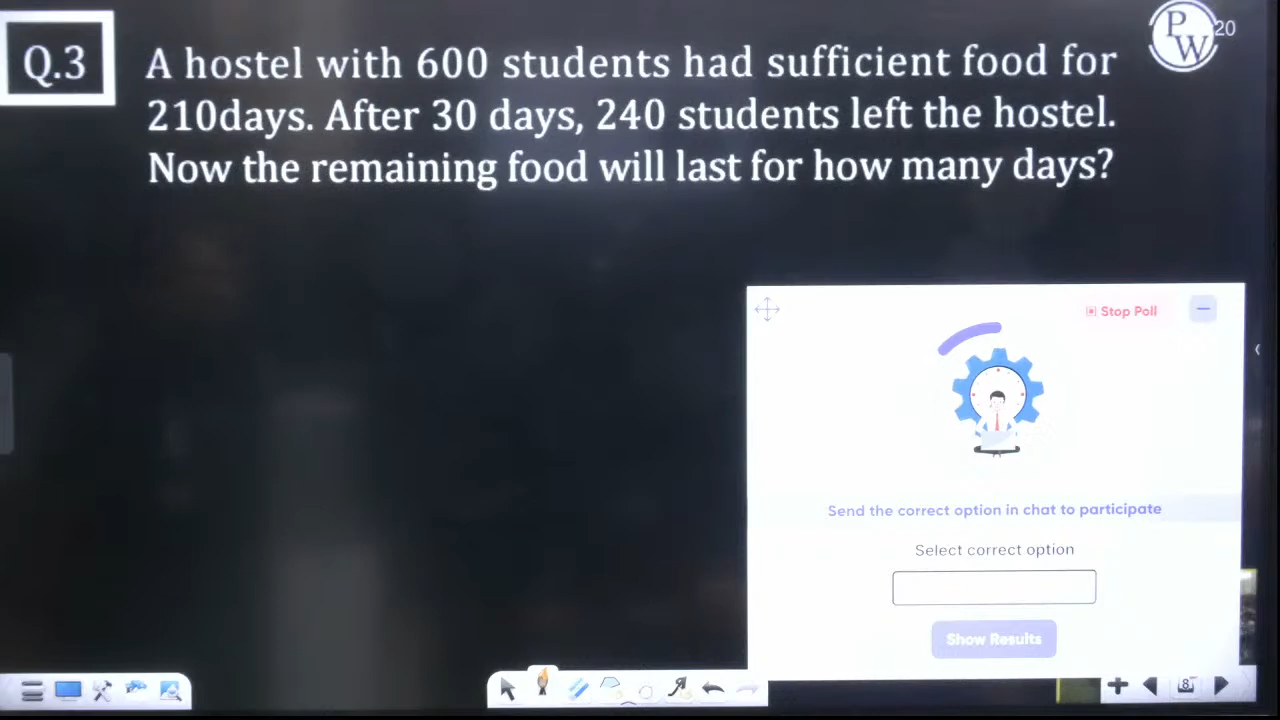 Q.3
A hostel with 600 students had sufficient food for
210days. After 30 days, 240 students left the hostel.
Now the remaining food will last for how many days?
PW
20
Stop Poll
Send the correct option in chat to participate
Select correct option
Show Results
8